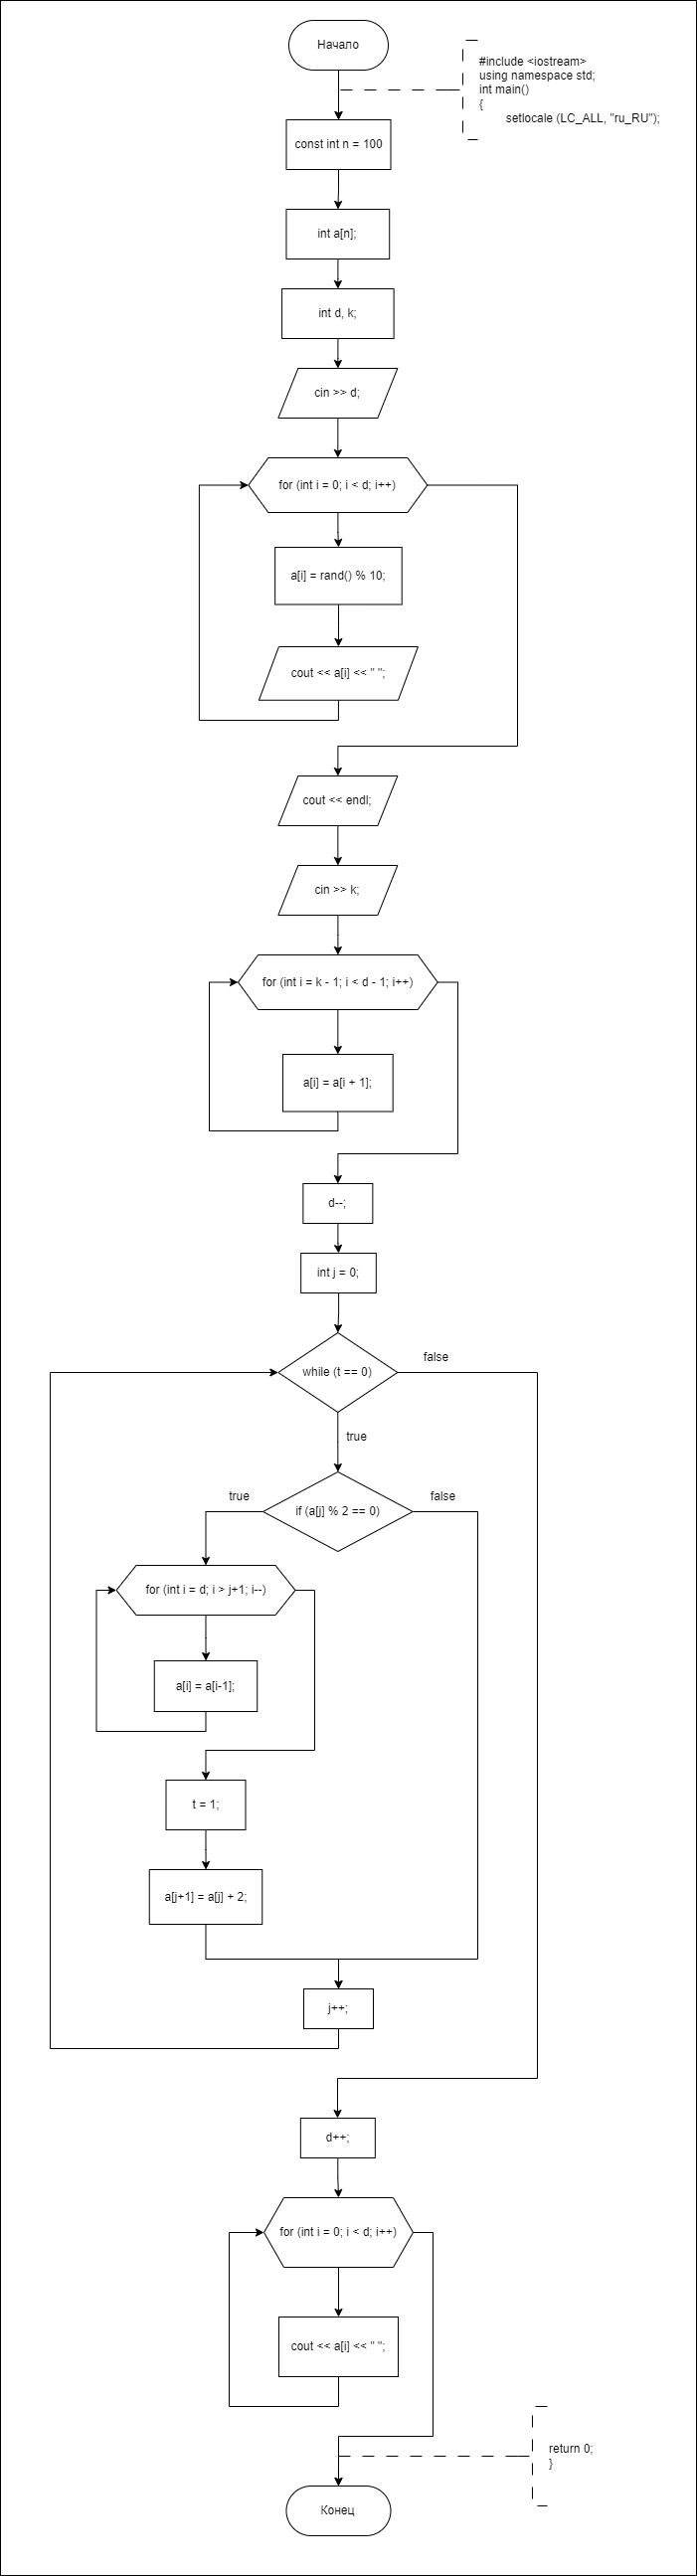 Начало
#include <iostream>
using namespace std;
int main()
{
setlocale (LC_ALL, "ru_RU");
const int n = 100
int a[n];
int d, k;
cin >> d;
for (int i = 0; i < d; i++)
a[i] = rand() % 10;
cout << a[i] << " ";
cout << endl;
cin >> k;
for (int i = k - 1; i < d - 1; i++)
a[i] = a[i + 1];
d--;
int j = 0;
while (t == 0)
false
true
if (a[j] % 2 == 0)
true
false
for (int i = d; i > j+1; i--)
a[i] = a[i-1];
t = 1;
a[j+1] = a[j] + 2;
j++;
d++;
for (int i = 0; i < d; i++)
cout << a[i] << " ";
return 0;
}
Конец